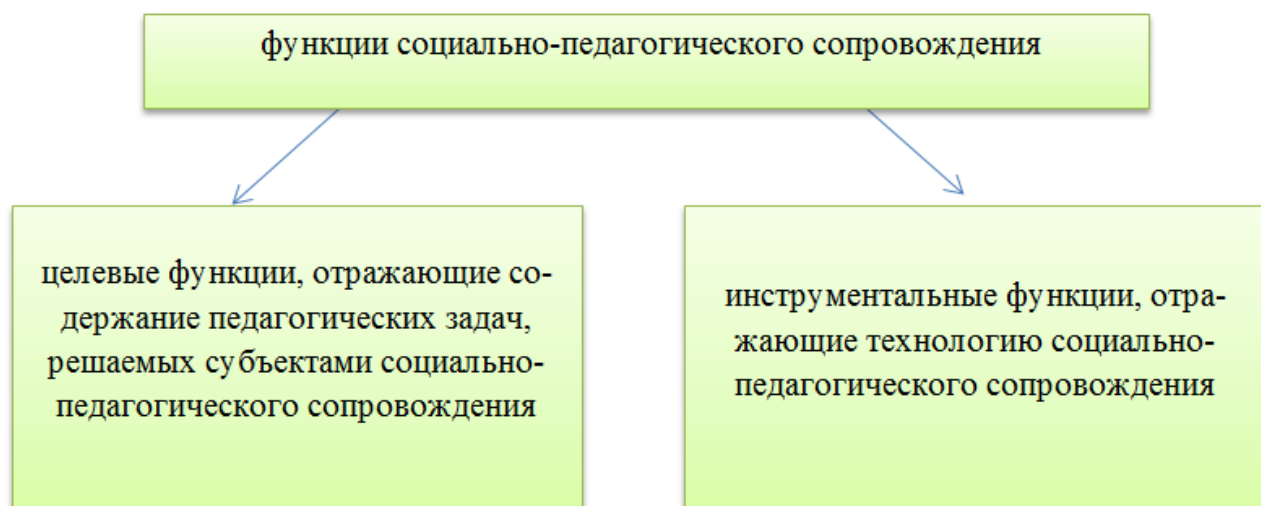 функции социально-педагогического сопровождения
целевые функции, отражающие со-
держание педагогических задач,
решаемых субъектами социально-
педагогического сопровождения
инструментальные функции, отра-
жающие технологию социально-
педагогического сопровождения